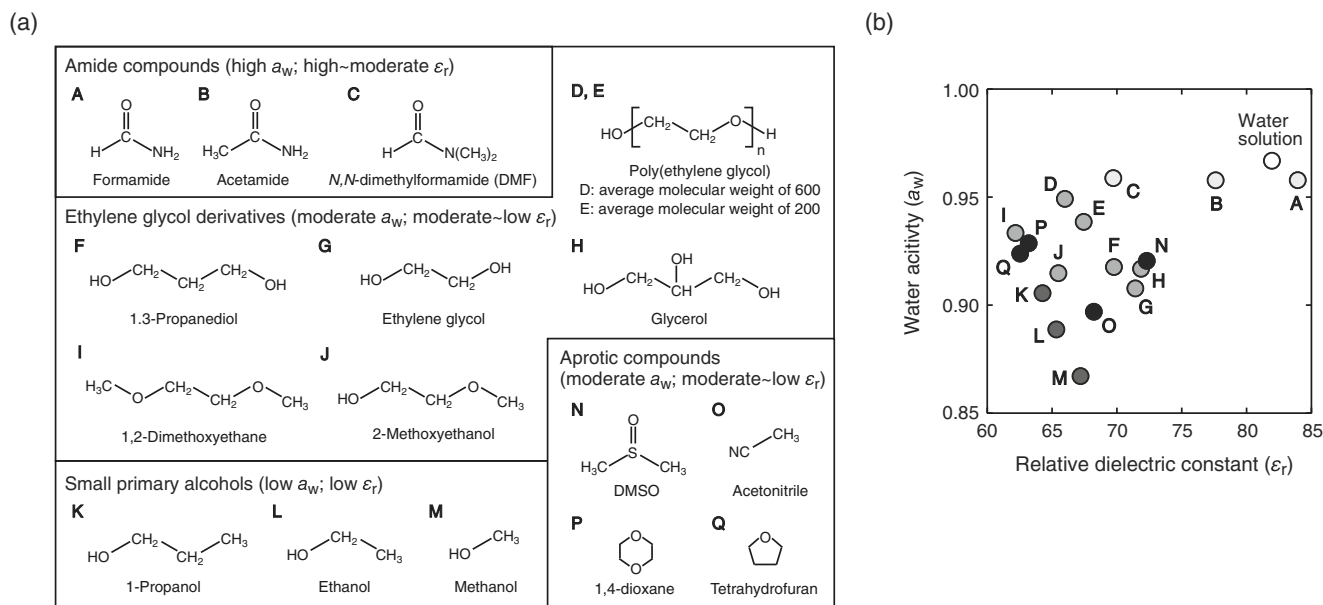 (a)
Amide compounds (high aw; high~moderate εr)
A
B
C
O
C
H
NH2
Formamide
O
C
H3C
NH2
Acetamide
O
C
H
N(CH3)2
N,N-dimethylformamide (DMF)
D, E
HO
CH2
CH2
O
H
n
Poly(ethylene glycol)
D: average molecular weight of 600
E: average molecular weight of 200
Ethylene glycol derivatives (moderate aw; moderate~low εr)
F
HO
CH2
CH2
CH2
OH
1.3-Propanediol
G
HO
CH2
CH2
OH
Ethylene glycol
H
HO
CH2
OH
CH
CH2
OH
Glycerol
I
H3C
O
CH2
CH2
O
CH3
1,2-Dimethoxyethane
J
HO
CH2
CH2
O
CH3
2-Methoxyethanol
Small primary alcohols (low aw; low εr)
K
HO
CH2
CH2
CH3
1-Propanol
L
HO
CH2
CH3
Ethanol
M
HO
CH3
Methanol
Aprotic compounds
(moderate aw; moderate~low εr)
N
O
S
H3C
CH3
DMSO
O
NC
CH3
Acetonitrile
P
O
O
1,4-dioxane
Q
O
Tetrahydrofuran
(b)
Water acitivty (aw)
1.00
0.95
0.90
0.85
Water
solution
A
B
C
D
E
I
P
Q
J
F
N
H
G
K
O
L
M
60 65 70 75 80 85
Relative dielectric constant (εr)